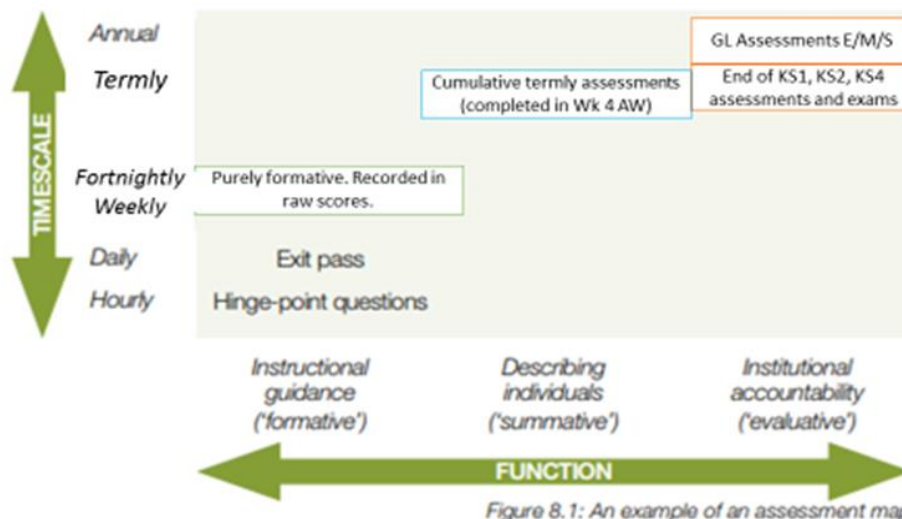 Annual
GL Assessments E/M/S
Termly
Cumulative termly assessments
(completed in Wk 4 AW)
End of KS1, KS2, KS4
assessments and exams
TIMESCALE
Fortnightly
Weekly
Purely formative. Recorded in
raw scores.
Daily
Exit pass
Hourly
Hinge-point questions
Instructional
guidance
('formative')
Describing
individuals
('summative')
Institutional
accountability
('evaluative')
FUNCTION
Figure 8.1: An example of an assessment map